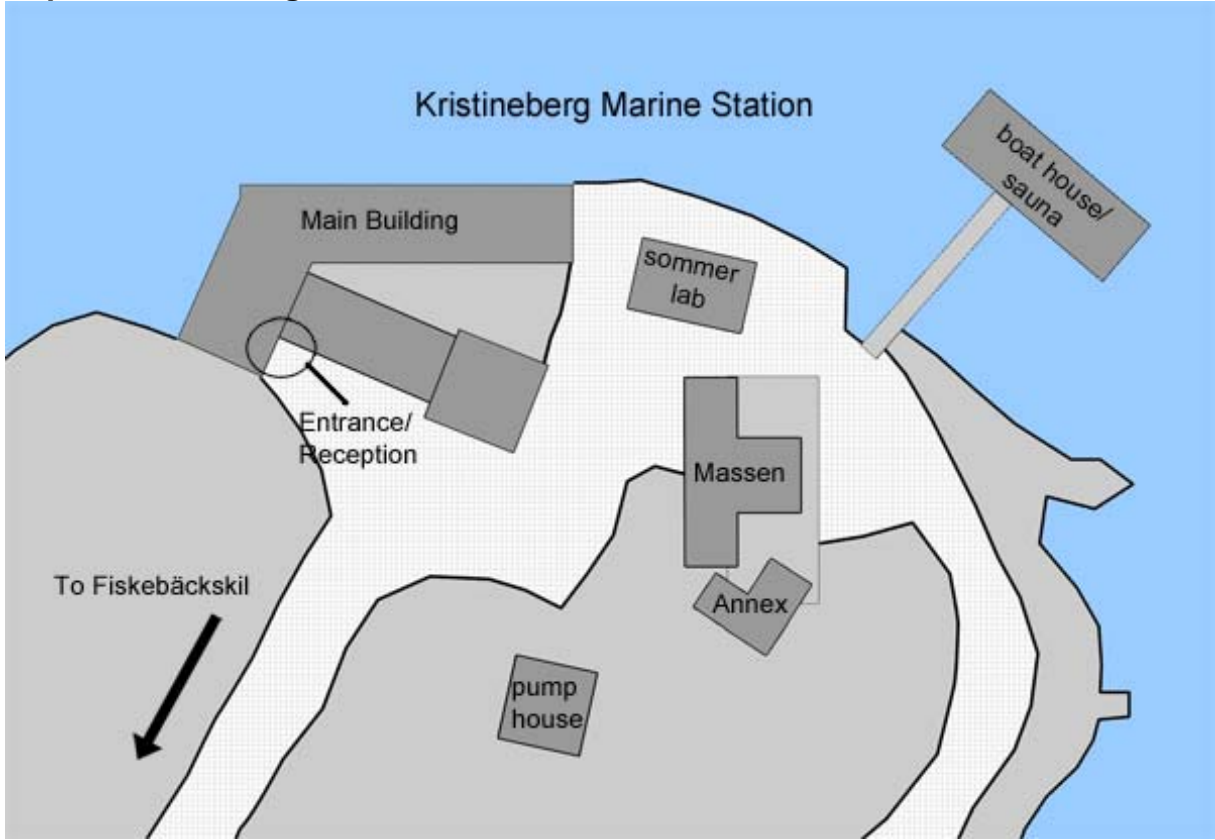 Kristineberg Marine Station
boat house/
sauna
Main Building
sommer
lab
Entrance/
Reception
Massen
To Fiskebäckskil
Annex
pump
house